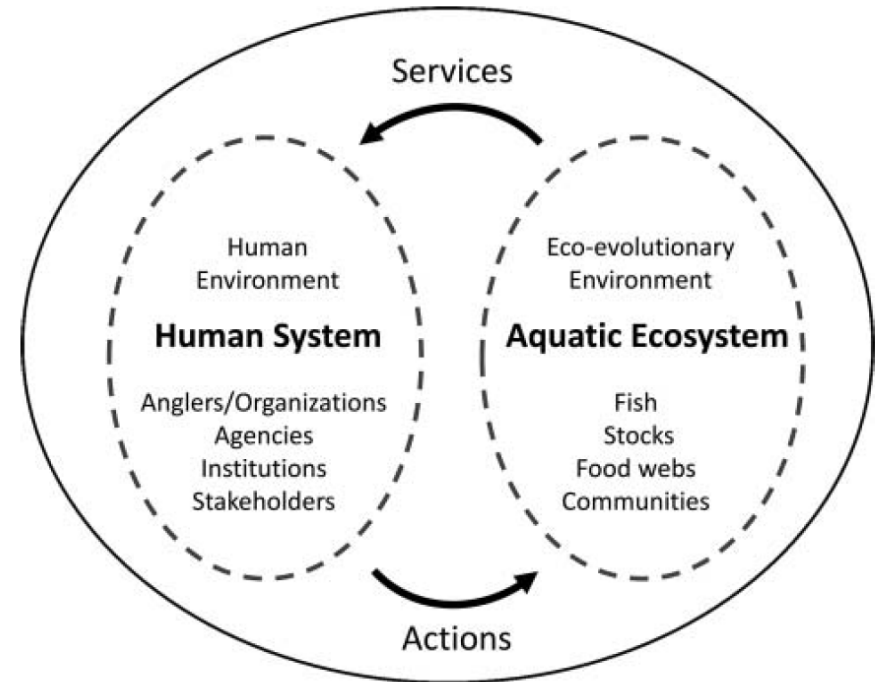 Services
Human
Environment
Human System
Anglers/Organizations
Agencies
Institutions
Stakeholders
Eco-evolutionary
Environment
Aquatic Ecosystem
Fish
Stocks
Food webs
Communities
Actions